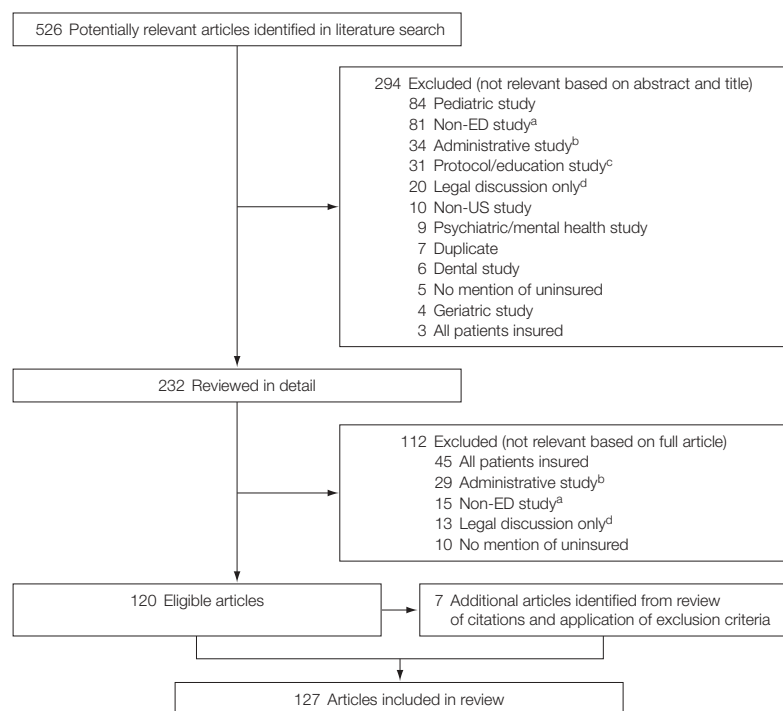 526 Potentially relevant articles identified in literature search
294 Excluded (not relevant based on abstract and title)
84 Pediatric study
81 Non-ED studyᵃ
34 Administrative studyᵇ
31 Protocol/education studyᶜ
20 Legal discussion onlyᵈ
10 Non-US study
9 Psychiatric/mental health study
7 Duplicate
6 Dental study
5 No mention of uninsured
4 Geriatric study
3 All patients insured
232 Reviewed in detail
112 Excluded (not relevant based on full article)
45 All patients insured
29 Administrative studyᵇ
15 Non-ED studyᵃ
13 Legal discussion onlyᵈ
10 No mention of uninsured
120 Eligible articles
7 Additional articles identified from review
of citations and application of exclusion criteria
127 Articles included in review